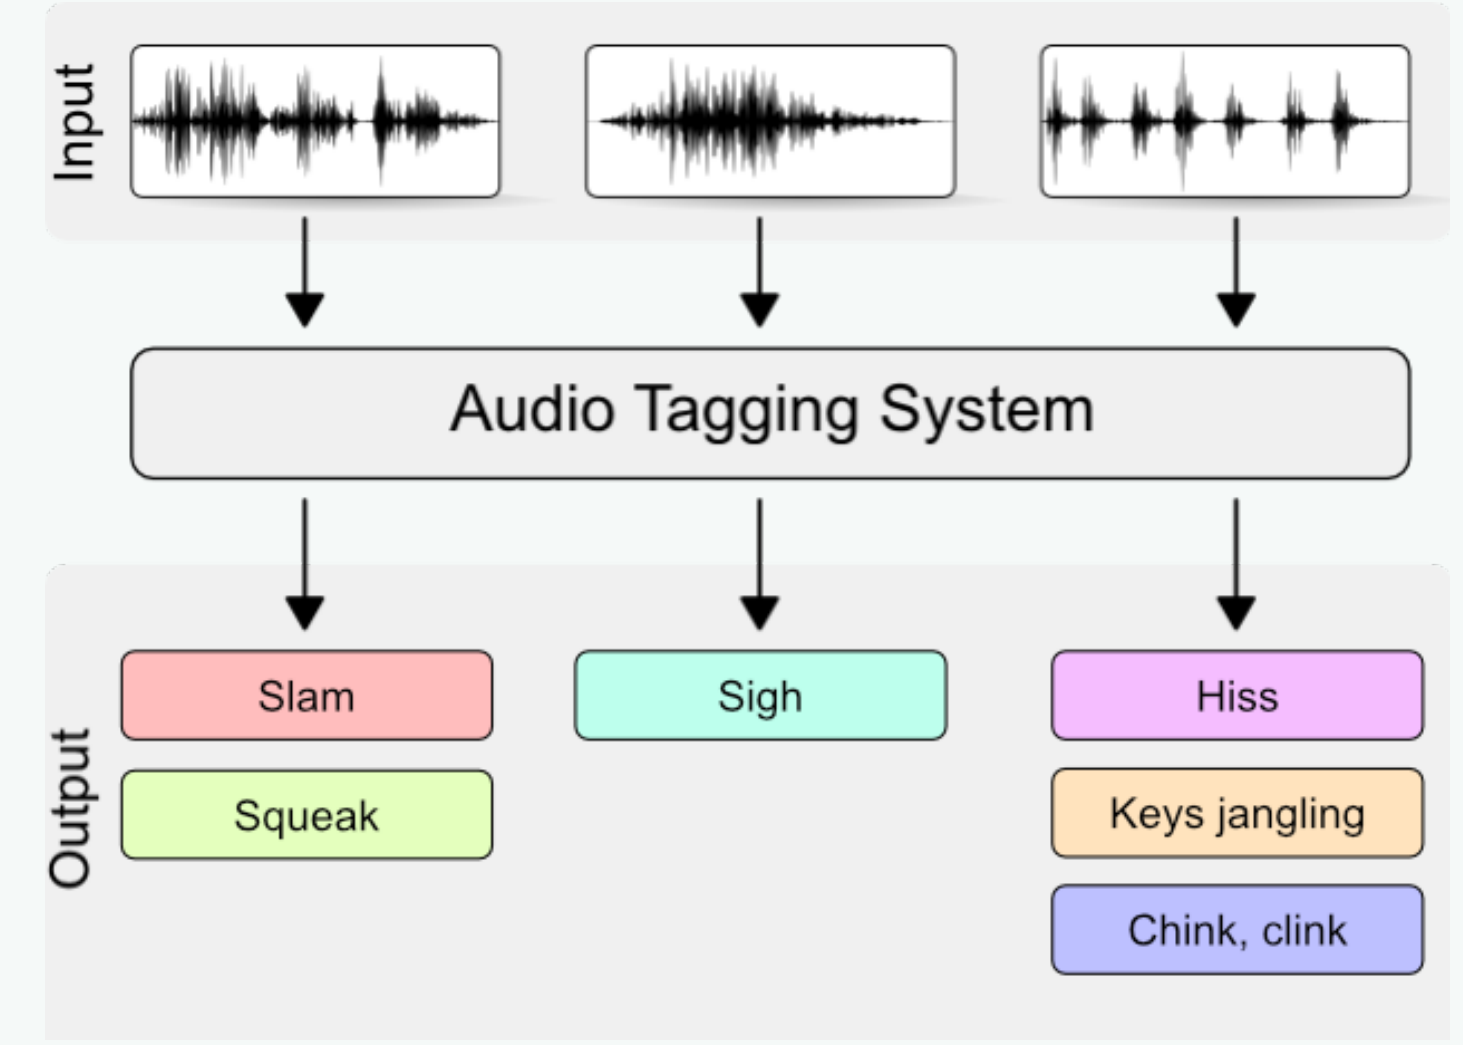 Input
Audio Tagging System
Output
Slam
Sigh
Hiss
Squeak
Keys jangling
Chink, clink